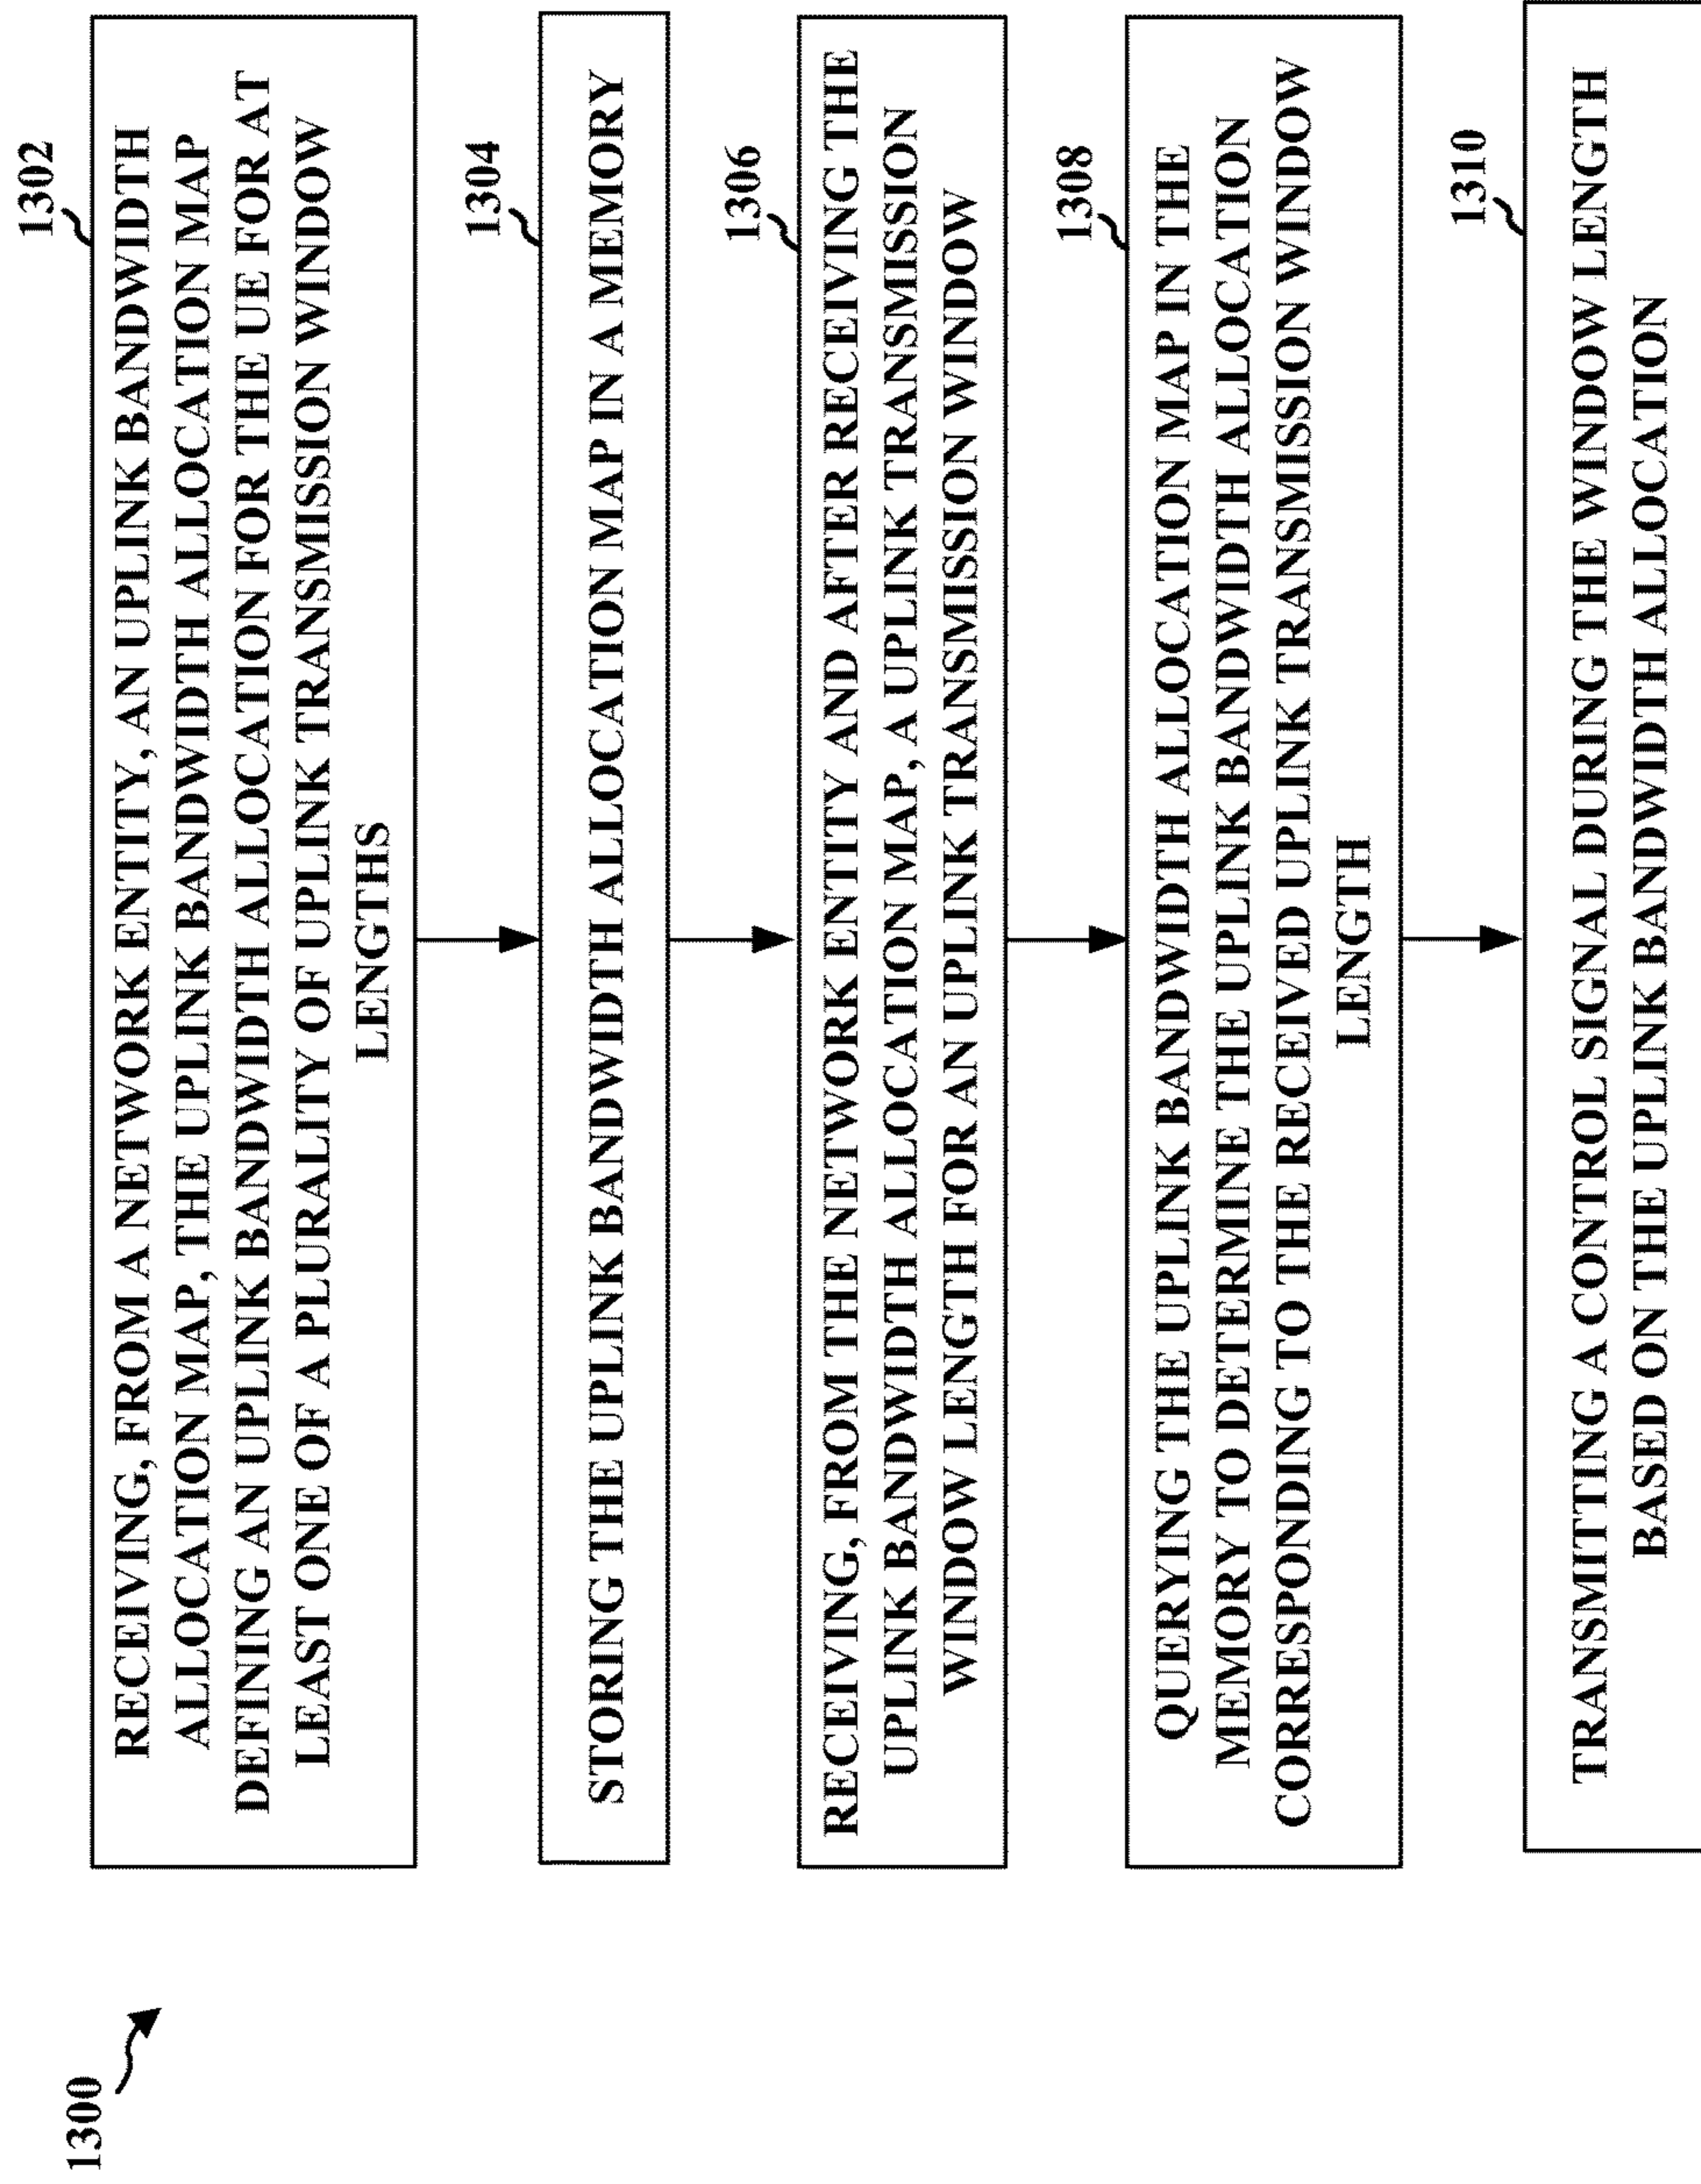 1300
1302
RECEIVING, FROM A NETWORK ENTITY, AN UPLINK BANDWIDTH
ALLOCATION MAP, THE UPLINK BANDWIDTH ALLOCATION MAP
DEFINING AN UPLINK BANDWIDTH ALLOCATION FOR THE UE FOR AT
LEAST ONE OF A PLURALITY OF UPLINK TRANSMISSION WINDOW
LENGTHS
1304
STORING THE UPLINK BANDWIDTH ALLOCATION MAP IN A MEMORY
1306
RECEIVING, FROM THE NETWORK ENTITY AND AFTER RECEIVING THE
UPLINK BANDWIDTH ALLOCATION MAP, A UPLINK TRANSMISSION
WINDOW LENGTH FOR AN UPLINK TRANSMISSION WINDOW
1308
QUERYING THE UPLINK BANDWIDTH ALLOCATION MAP IN THE
MEMORY TO DETERMINE THE UPLINK BANDWIDTH ALLOCATION
CORRESPONDING TO THE RECEIVED UPLINK TRANSMISSION WINDOW
LENGTH
1310
TRANSMITTING A CONTROL SIGNAL DURING THE WINDOW LENGTH
BASED ON THE UPLINK BANDWIDTH ALLOCATION